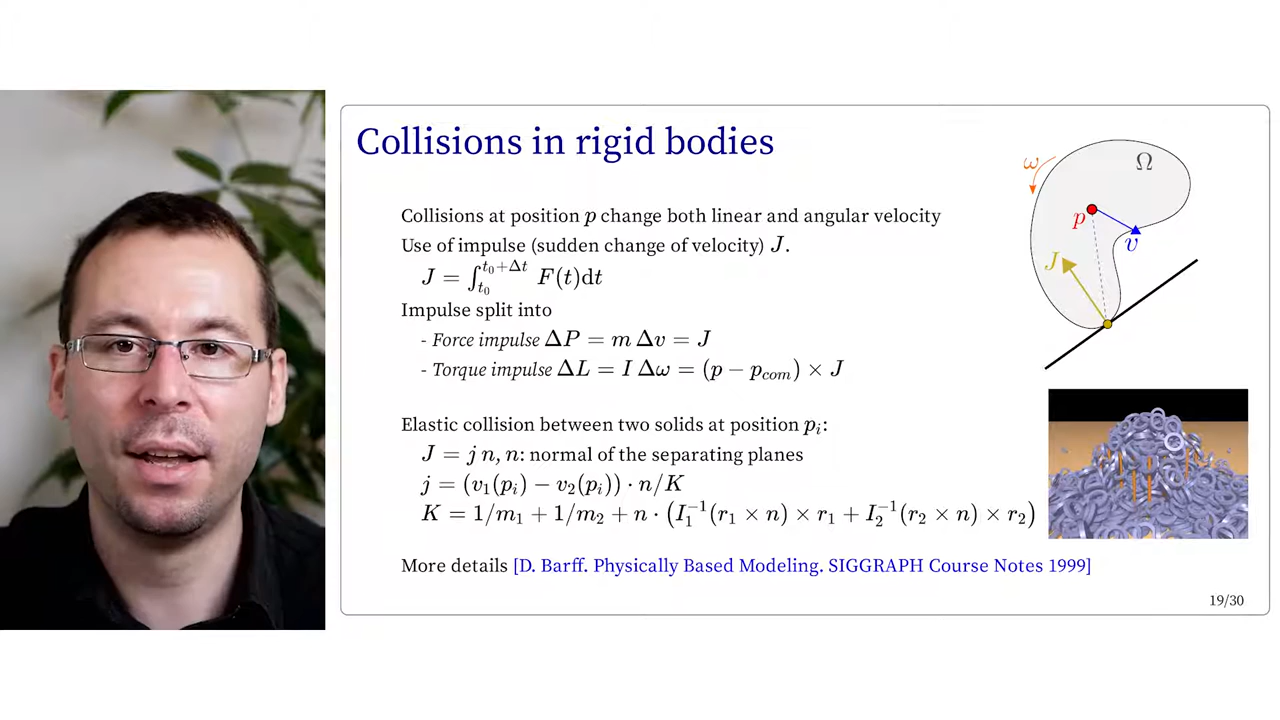 Collisions in rigid bodies
Collisions at position p change both linear and angular velocity
Use of impulse (sudden change of velocity) J.
J = ∫_{t_0}^{t_0+Δt} F(t)dt
Impulse split into
- Force impulse ΔP = m Δv = J
- Torque impulse ΔL = I Δω = (p − p_{com}) × J
Elastic collision between two solids at position p_i:
J = j n, n: normal of the separating planes
j = (v_1(p_i) − v_2(p_i)) · n/K
K = 1/m_1 + 1/m_2 + n · (I_1^{−1}(r_1 × n) × r_1 + I_2^{−1}(r_2 × n) × r_2)
More details [D. Barff. Physically Based Modeling. SIGGRAPH Course Notes 1999]
ω
Ω
p
v
J
19/30